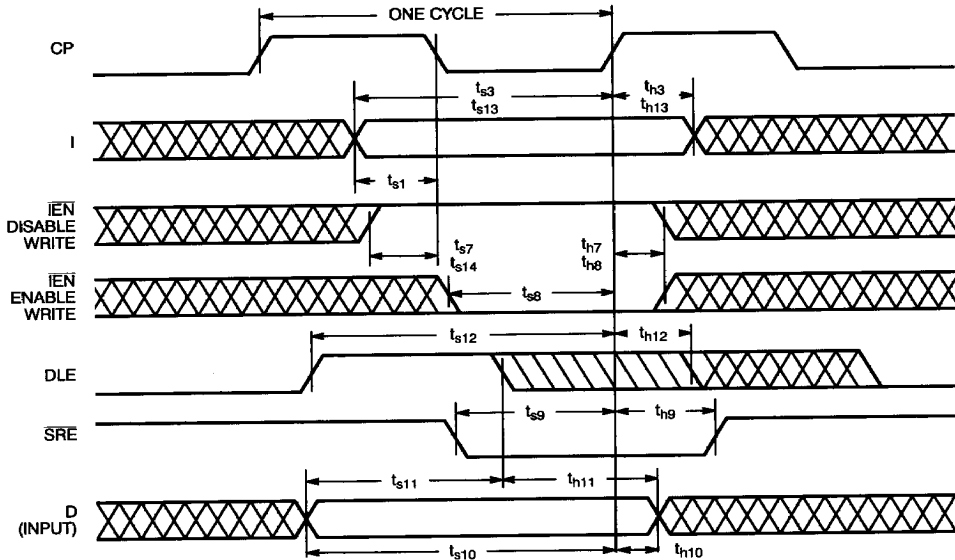 ONE CYCLE
CP
ts3
ts13
th3
th13
I
ts1
IEN
DISABLE
WRITE
ts7
ts14
th7
th8
IEN
ENABLE
WRITE
ts8
ts12
th12
DLE
ts9
th9
SRE
ts11
th11
D
(INPUT)
ts10
th10